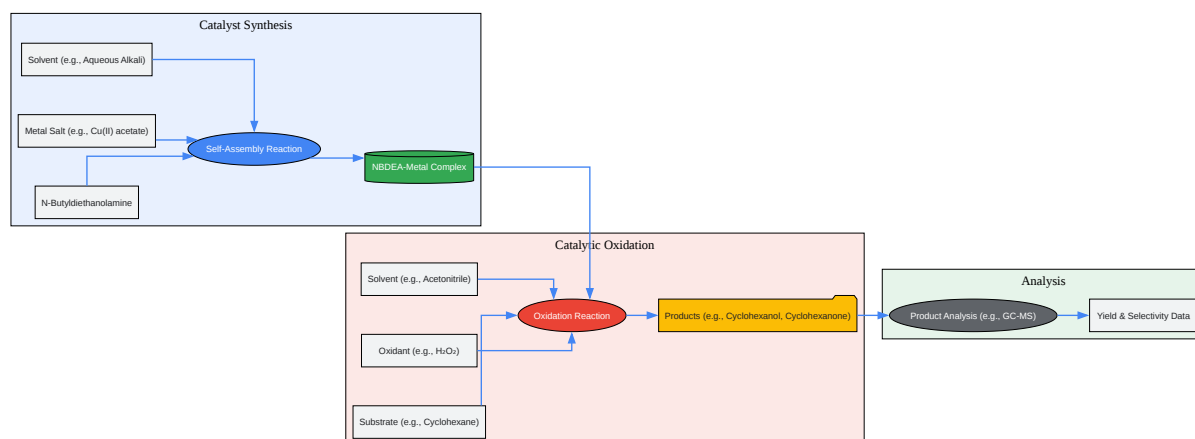 Catalyst Synthesis
Solvent (e.g., Aqueous Alkali)
Metal Salt (e.g., Cu(II) acetate)
Self-Assembly Reaction
NBDEA-Metal Complex
N-Butyldiethanolamine
Catalytic Oxidation
Solvent (e.g., Acetonitrile)
Oxidation Reaction
Products (e.g., Cyclohexanol, Cyclohexanone)
Oxidant (e.g., H₂O₂)
Substrate (e.g., Cyclohexane)
Analysis
Product Analysis (e.g., GC-MS)
Yield & Selectivity Data